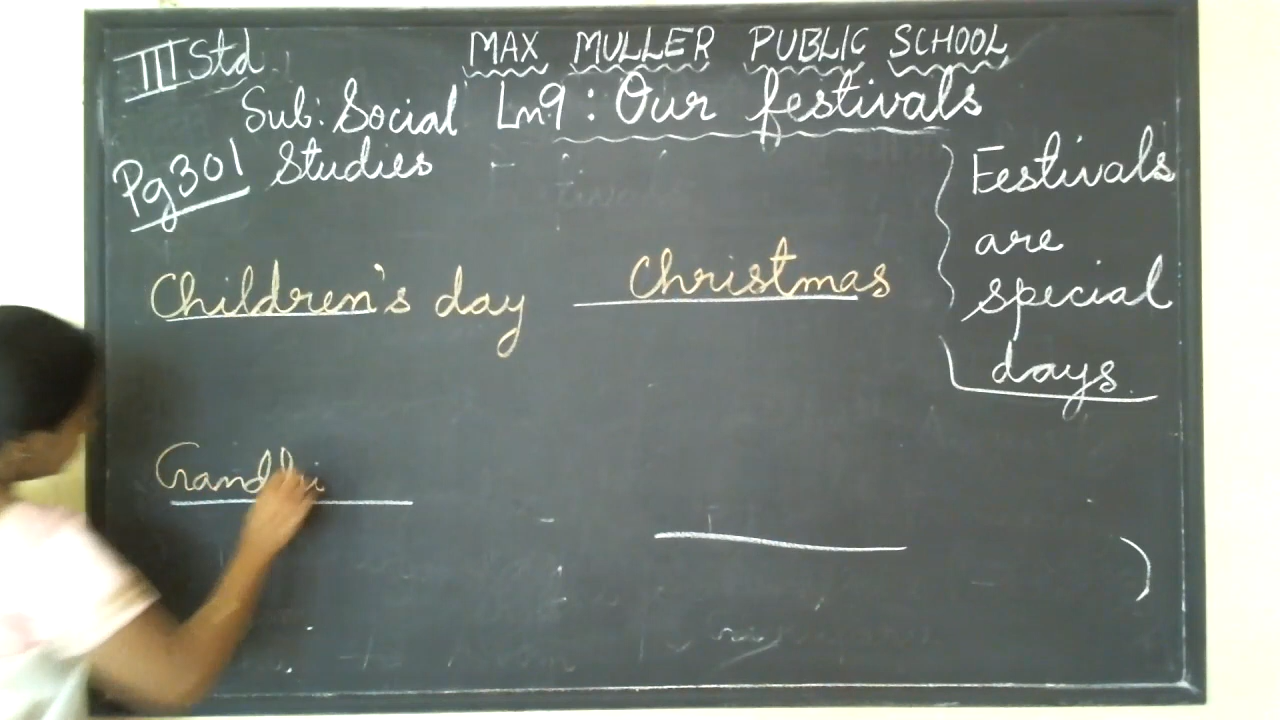 III Std
MAX MULLER PUBLIC SCHOOL
Sub: Social Ln9 : Our festivals
Pg301 Studies
Festivals
are
special
days
Children's day
Christmas
Gandhi